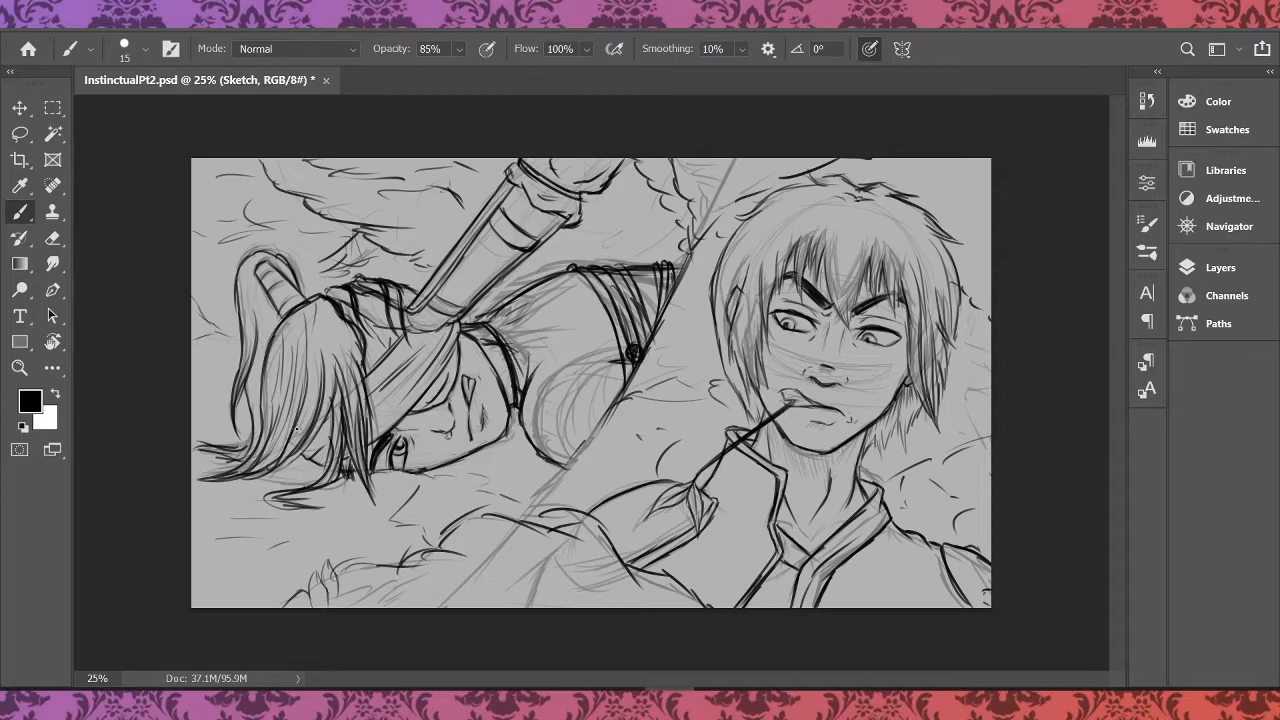 15
Mode: Normal
Opacity: 85%
Flow: 100%
Smoothing: 10%
0°
InstinctualPt2.psd @ 25% (Sketch, RGB/8#) * ×
Color
Swatches
Libraries
Adjustme...
Navigator
Layers
Channels
Paths
25%
Doc: 37.1M/95.9M